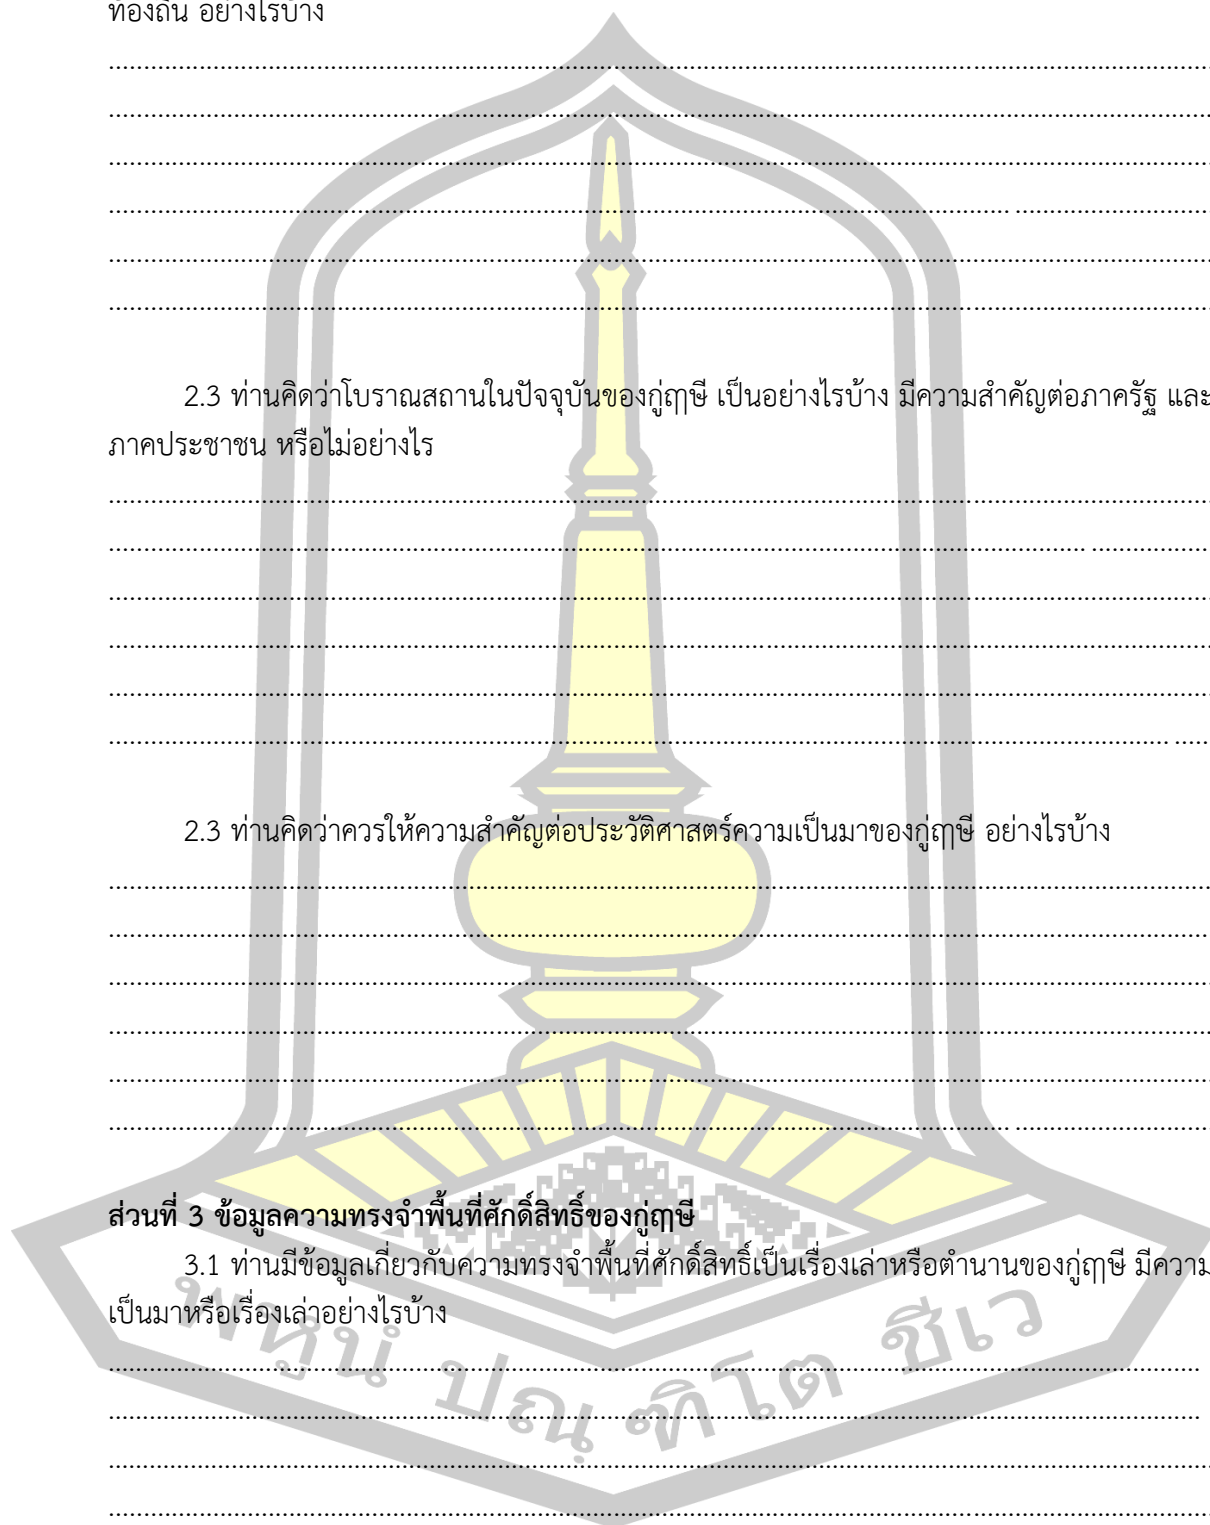 ท้องถิ่น อย่างไรบ้าง
2.3 ท่านคิดว่าโบราณสถานในปัจจุบันของกู่ฤๅษี เป็นอย่างไรบ้าง มีความสำคัญต่อภาครัฐ และ
ภาคประชาชน หรือไม่อย่างไร
2.3 ท่านคิดว่าควรให้ความสำคัญต่อประวัติศาสตร์ความเป็นมาของกู่ฤๅษี อย่างไรบ้าง
ส่วนที่ 3 ข้อมูลความทรงจำพื้นที่ศักดิ์สิทธิ์ของกู่ฤๅษี
3.1 ท่านมีข้อมูลเกี่ยวกับความทรงจำพื้นที่ศักดิ์สิทธิ์เป็นเรื่องเล่าหรือตำนานของกู่ฤๅษี มีความ
เป็นมาหรือเรื่องเล่าอย่างไรบ้าง
พหูนํ ปณฺฑิโต ชีเว